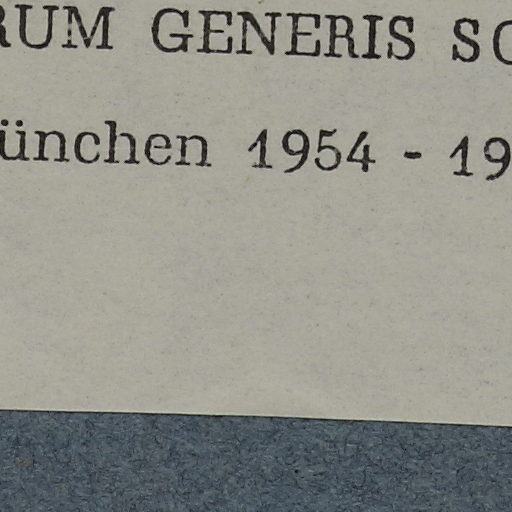 RUM GENERIS SC
ünchen 1954 - 19